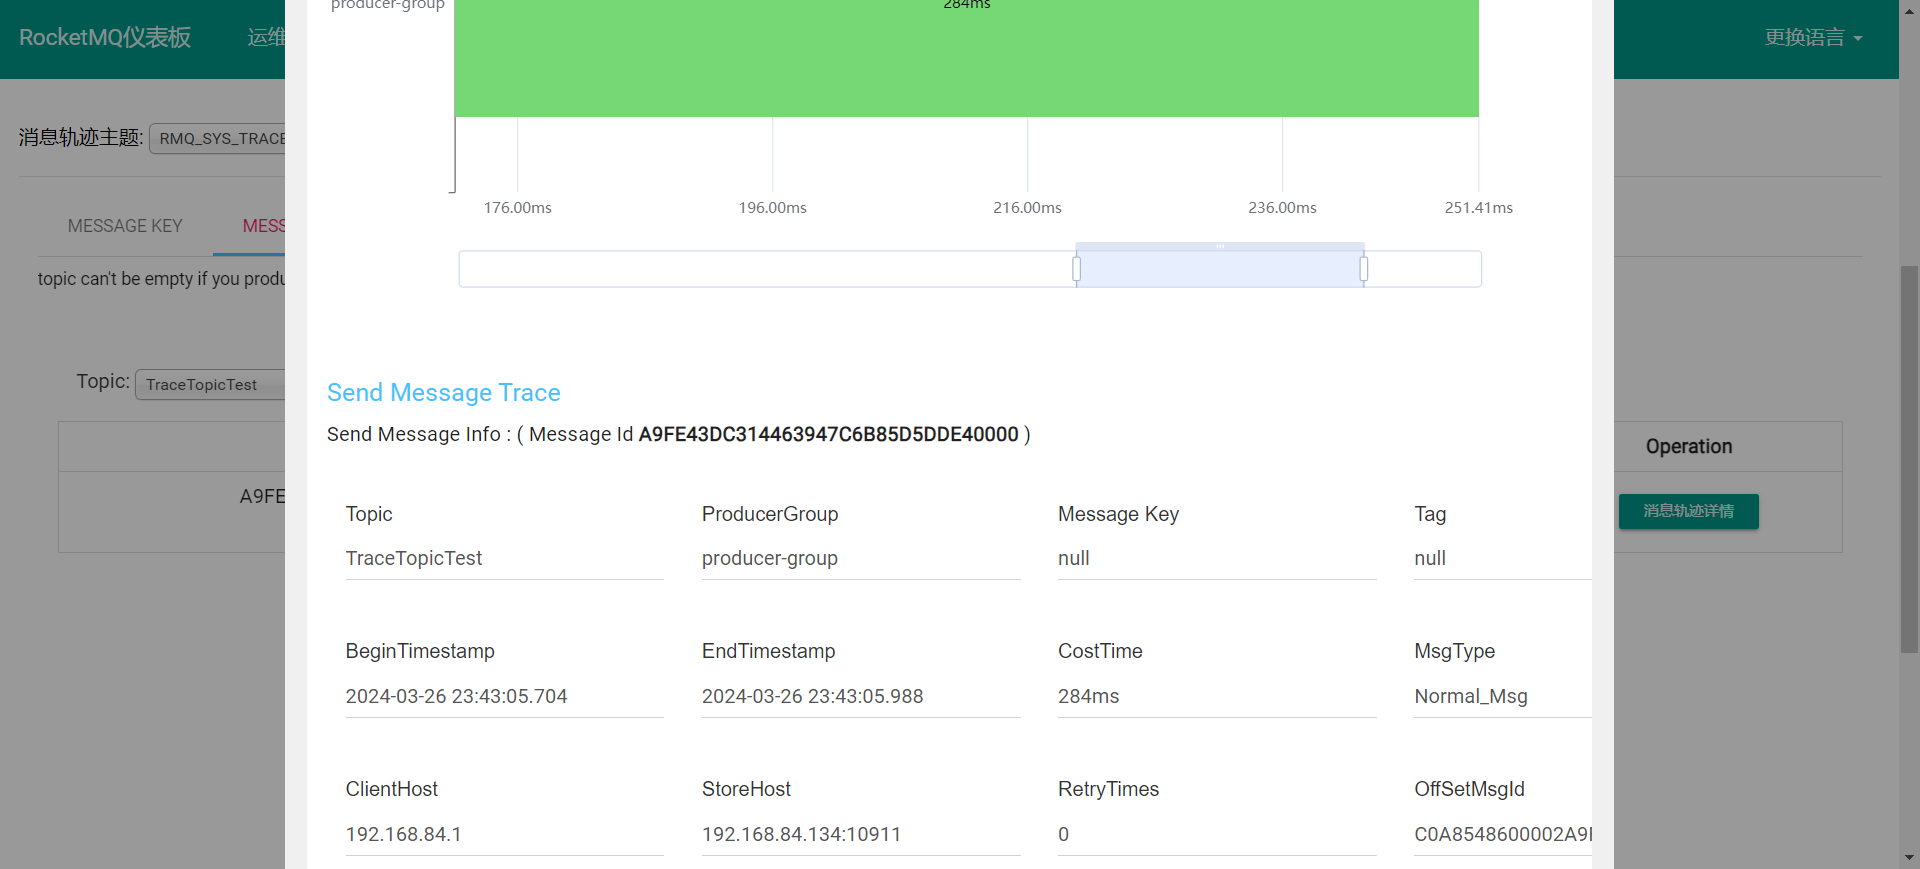 producer-group
284ms
RocketMQ仪表板
运维
更换语言
消息轨迹主题:
RMQ_SYS_TRACE
176.00ms
196.00ms
216.00ms
236.00ms
251.41ms
MESSAGE KEY
MESS
topic can't be empty if you produ
Topic:
TraceTopicTest
Send Message Trace
Send Message Info : ( Message Id A9FE43DC314463947C6B85D5DDE40000 )
Operation
A9FE
消息轨迹详情
Topic
ProducerGroup
Message Key
Tag
TraceTopicTest
producer-group
null
null
BeginTimestamp
EndTimestamp
CostTime
MsgType
2024-03-26 23:43:05.704
2024-03-26 23:43:05.988
284ms
Normal_Msg
ClientHost
StoreHost
RetryTimes
OffSetMsgId
192.168.84.1
192.168.84.134:10911
0
C0A8548600002A9F